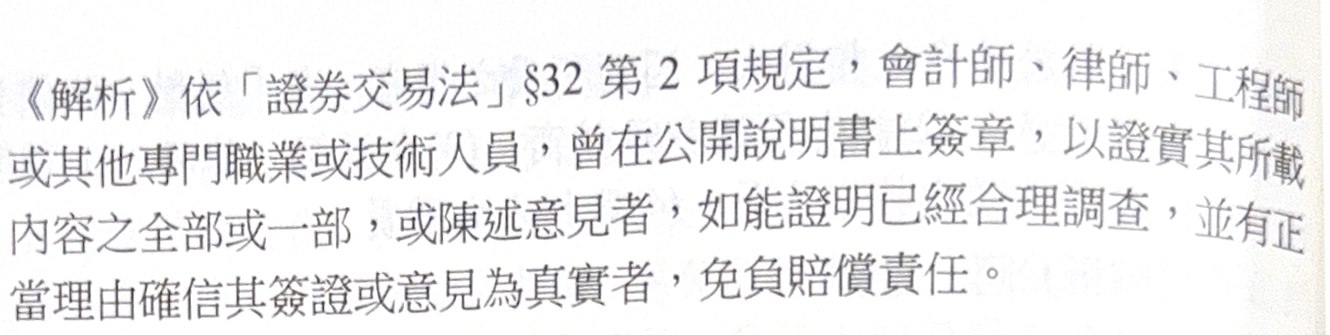 《解析》依「證券交易法」§32 第 2 項規定，會計師、律師、工程師
或其他專門職業或技術人員，曾在公開說明書上簽章，以證實其所載
內容之全部或一部，或陳述意見者，如能證明已經合理調查，並有正
當理由確信其簽證或意見為真實者，免負賠償責任。